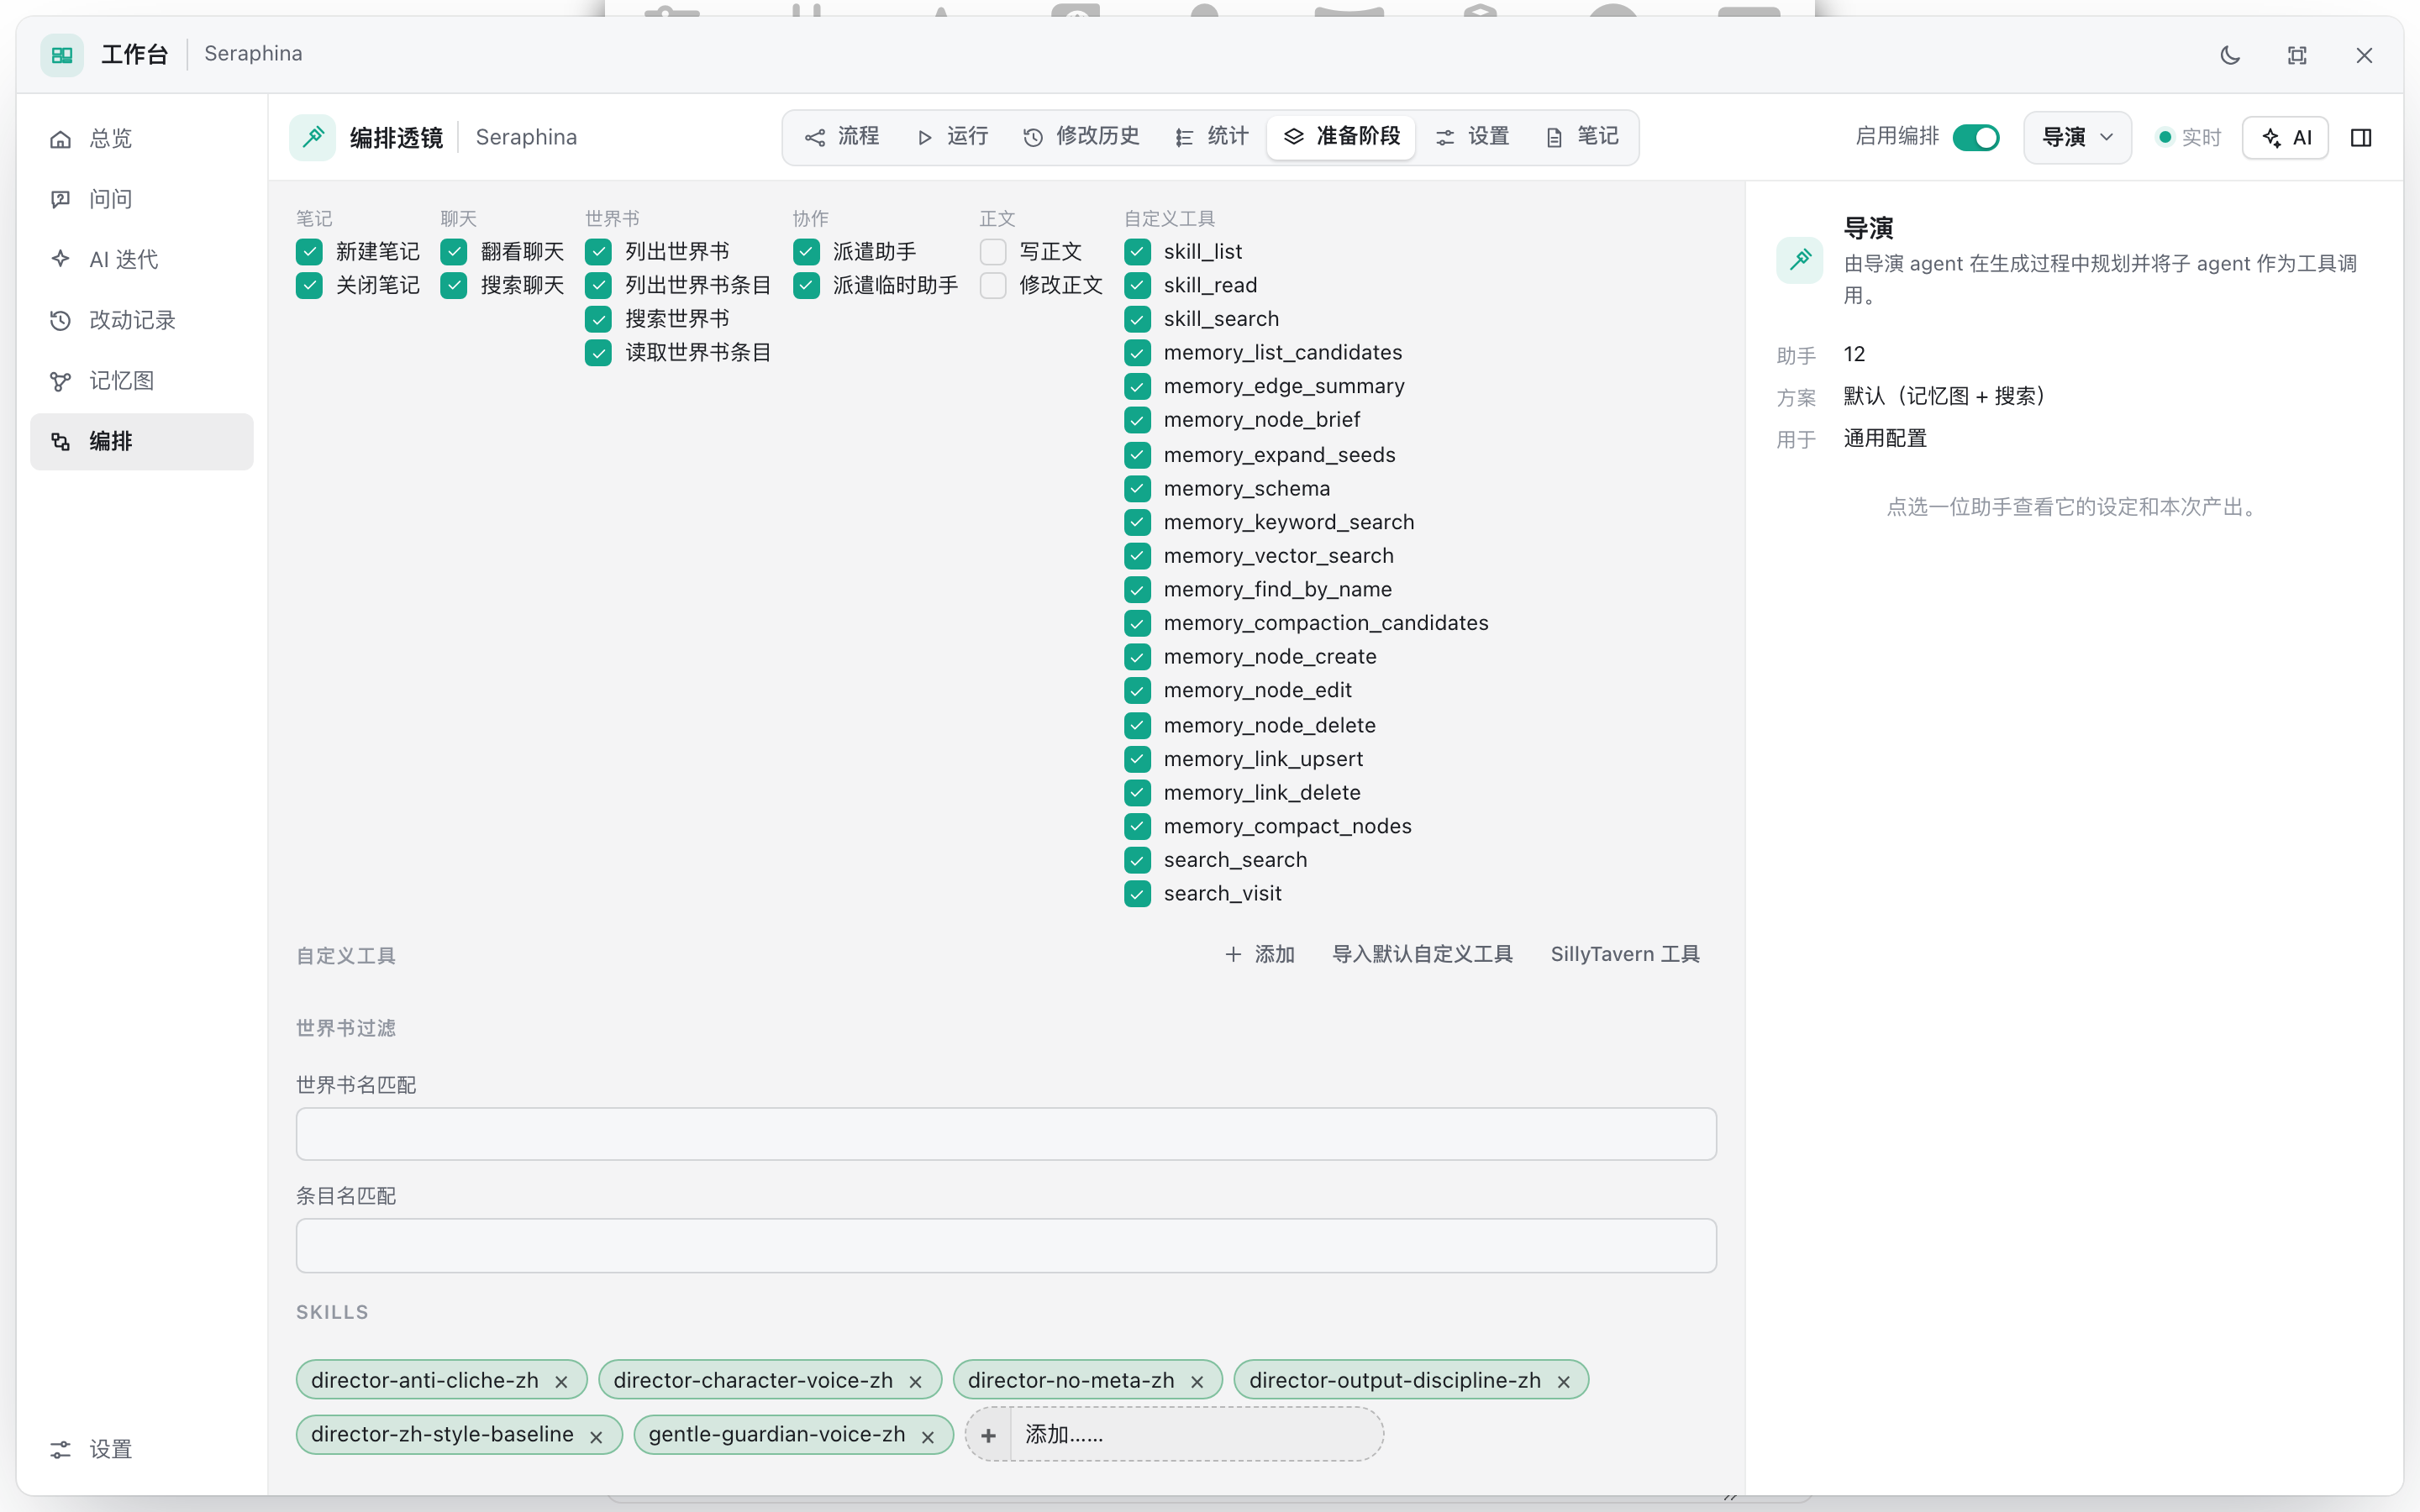 工作台
Seraphina
总览
问问
AI 迭代
改动记录
记忆图
编排
设置
编排透镜
Seraphina
流程
运行
修改历史
统计
准备阶段
设置
笔记
启用编排
导演
实时
AI
笔记
新建笔记
关闭笔记
聊天
翻看聊天
搜索聊天
世界书
列出世界书
列出世界书条目
搜索世界书
读取世界书条目
协作
派遣助手
派遣临时助手
正文
写正文
修改正文
自定义工具
skill_list
skill_read
skill_search
memory_list_candidates
memory_edge_summary
memory_node_brief
memory_expand_seeds
memory_schema
memory_keyword_search
memory_vector_search
memory_find_by_name
memory_compaction_candidates
memory_node_create
memory_node_edit
memory_node_delete
memory_link_upsert
memory_link_delete
memory_compact_nodes
search_search
search_visit
自定义工具
添加
导入默认自定义工具
SillyTavern 工具
世界书过滤
世界书名匹配
条目名匹配
SKILLS
director-anti-cliche-zh
director-character-voice-zh
director-no-meta-zh
director-output-discipline-zh
director-zh-style-baseline
gentle-guardian-voice-zh
添加……
导演
由导演 agent 在生成过程中规划并将子 agent 作为工具调
用。
助手 12
方案 默认（记忆图 + 搜索）
用于 通用配置
点选一位助手查看它的设定和本次产出。